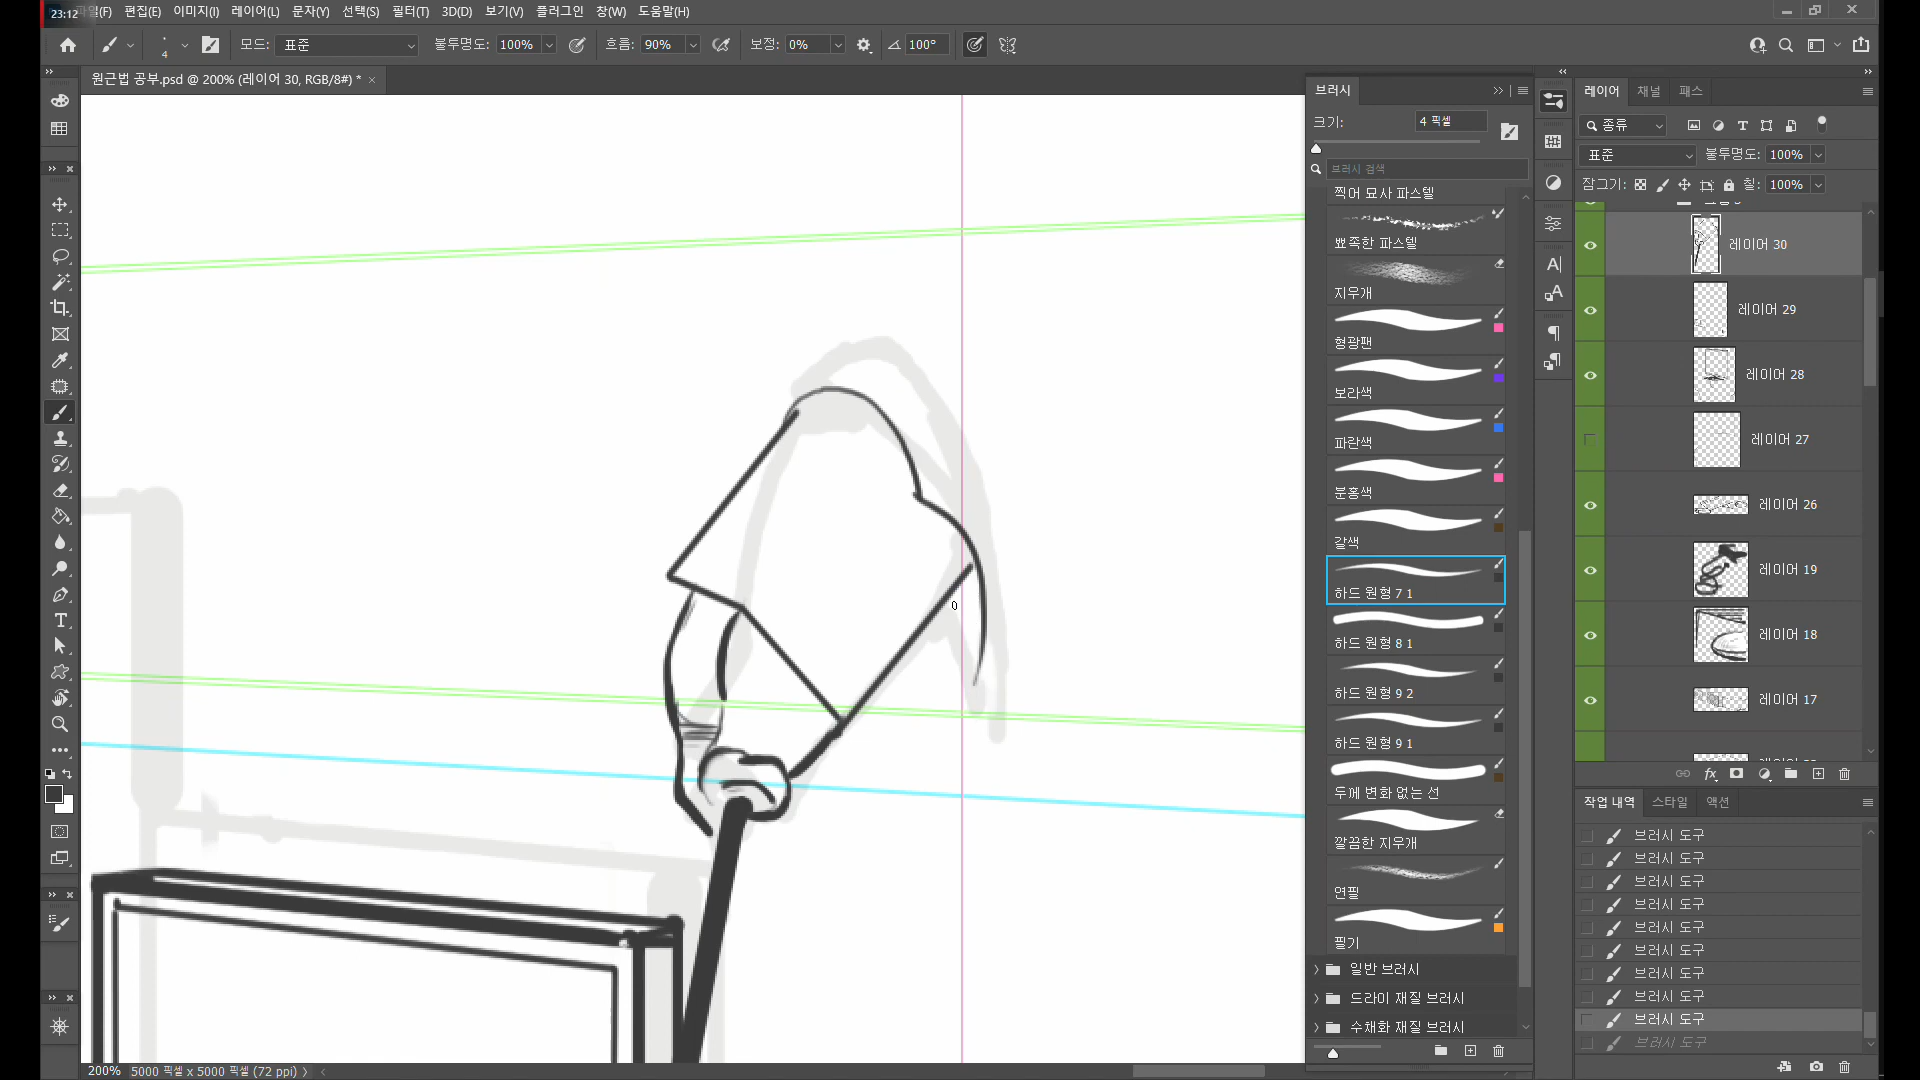 23:12
파일(F) 편집(E) 이미지(I) 레이어(L) 문자(Y) 선택(S) 필터(T) 3D(D) 보기(V) 플러그인 창(W) 도움말(H)
4 모드: 표준 불투명도: 100% 흐름: 90% 보정: 0% 100°
원근법 공부.psd @ 200% (레이어 30, RGB/8#) *
브러시
크기: 4 픽셀
브러시 검색
찍어 묘사 파스텔
뾰족한 파스텔
지우개
형광팬
보라색
파란색
분홍색
갈색
하드 원형 7 1
하드 원형 8 1
하드 원형 9 2
하드 원형 9 1
두께 변화 없는 선
깔끔한 지우개
연필
필기
일반 브러시
드라이 재질 브러시
수채화 재질 브러시
레이어 채널 패스
종류
표준 불투명도: 100%
잠그기: 칠: 100%
레이어 30
레이어 29
레이어 28
레이어 27
레이어 26
레이어 19
레이어 18
레이어 17
작업 내역 스타일 액션
브러시 도구
브러시 도구
브러시 도구
브러시 도구
브러시 도구
브러시 도구
브러시 도구
브러시 도구
브러시 도구
브러시 도구
200% 5000 픽셀 x 5000 픽셀 (72 ppi)